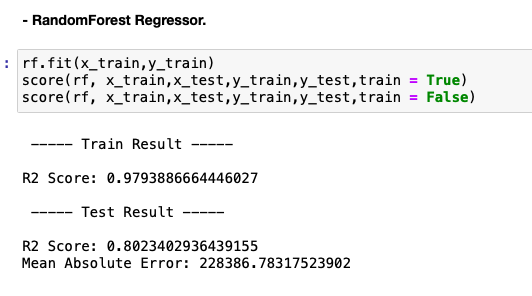 - RandomForest Regressor.
: rf.fit(x_train,y_train)
score(rf, x_train,x_test,y_train,y_test,train = True)
score(rf, x_train,x_test,y_train,y_test,train = False)
----- Train Result -----
R2 Score: 0.9793886664446027
----- Test Result -----
R2 Score: 0.8023402936439155
Mean Absolute Error: 228386.78317523902